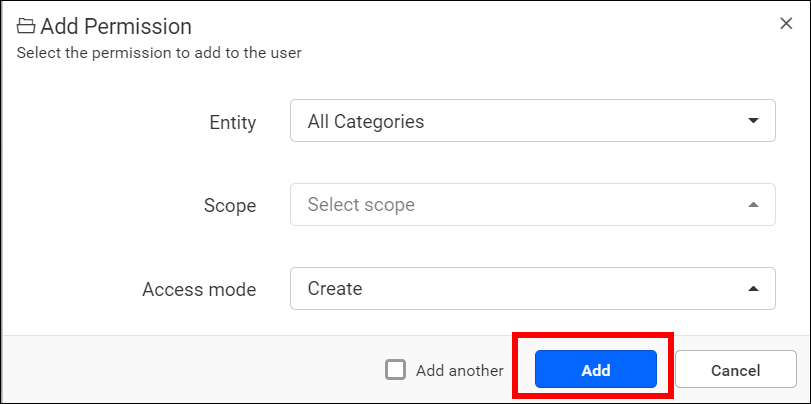 Add Permission
Select the permission to add to the user
Entity
All Categories
Scope
Select scope
Access mode
Create
Add another
Add
Cancel